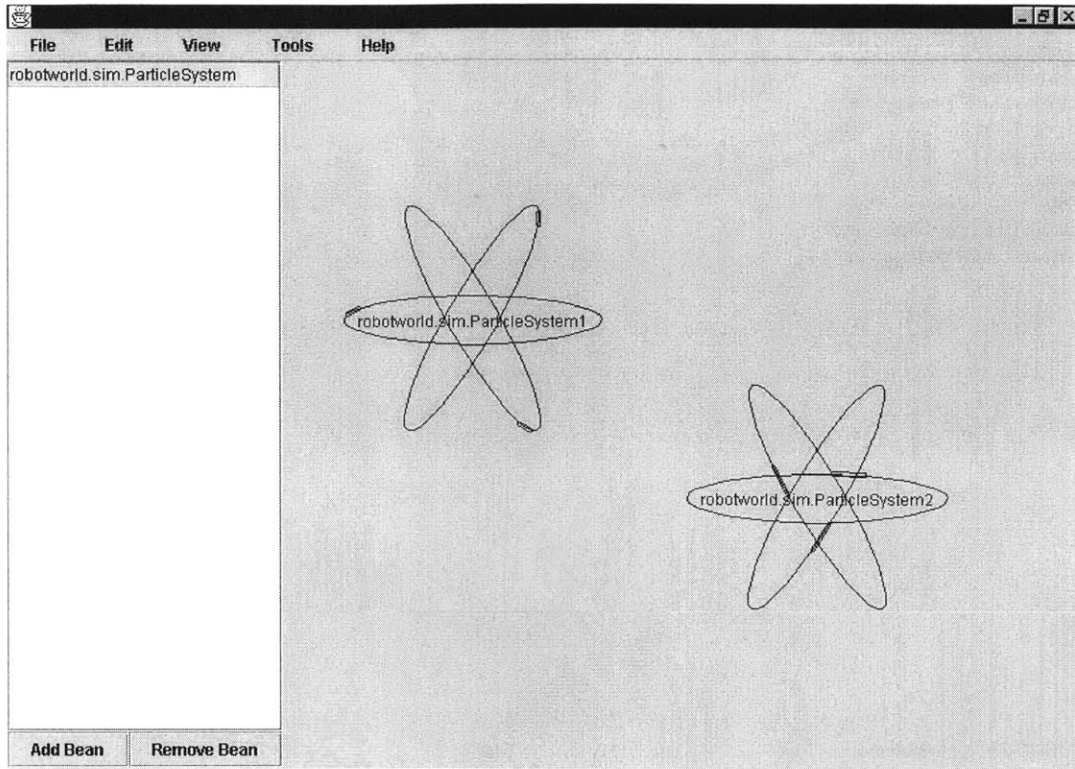 File Edit View Tools Help
robotworld.sim.ParticleSystem
robotworld.sim.ParticleSystem1
robotworld.sim.ParticleSystem2
Add Bean Remove Bean